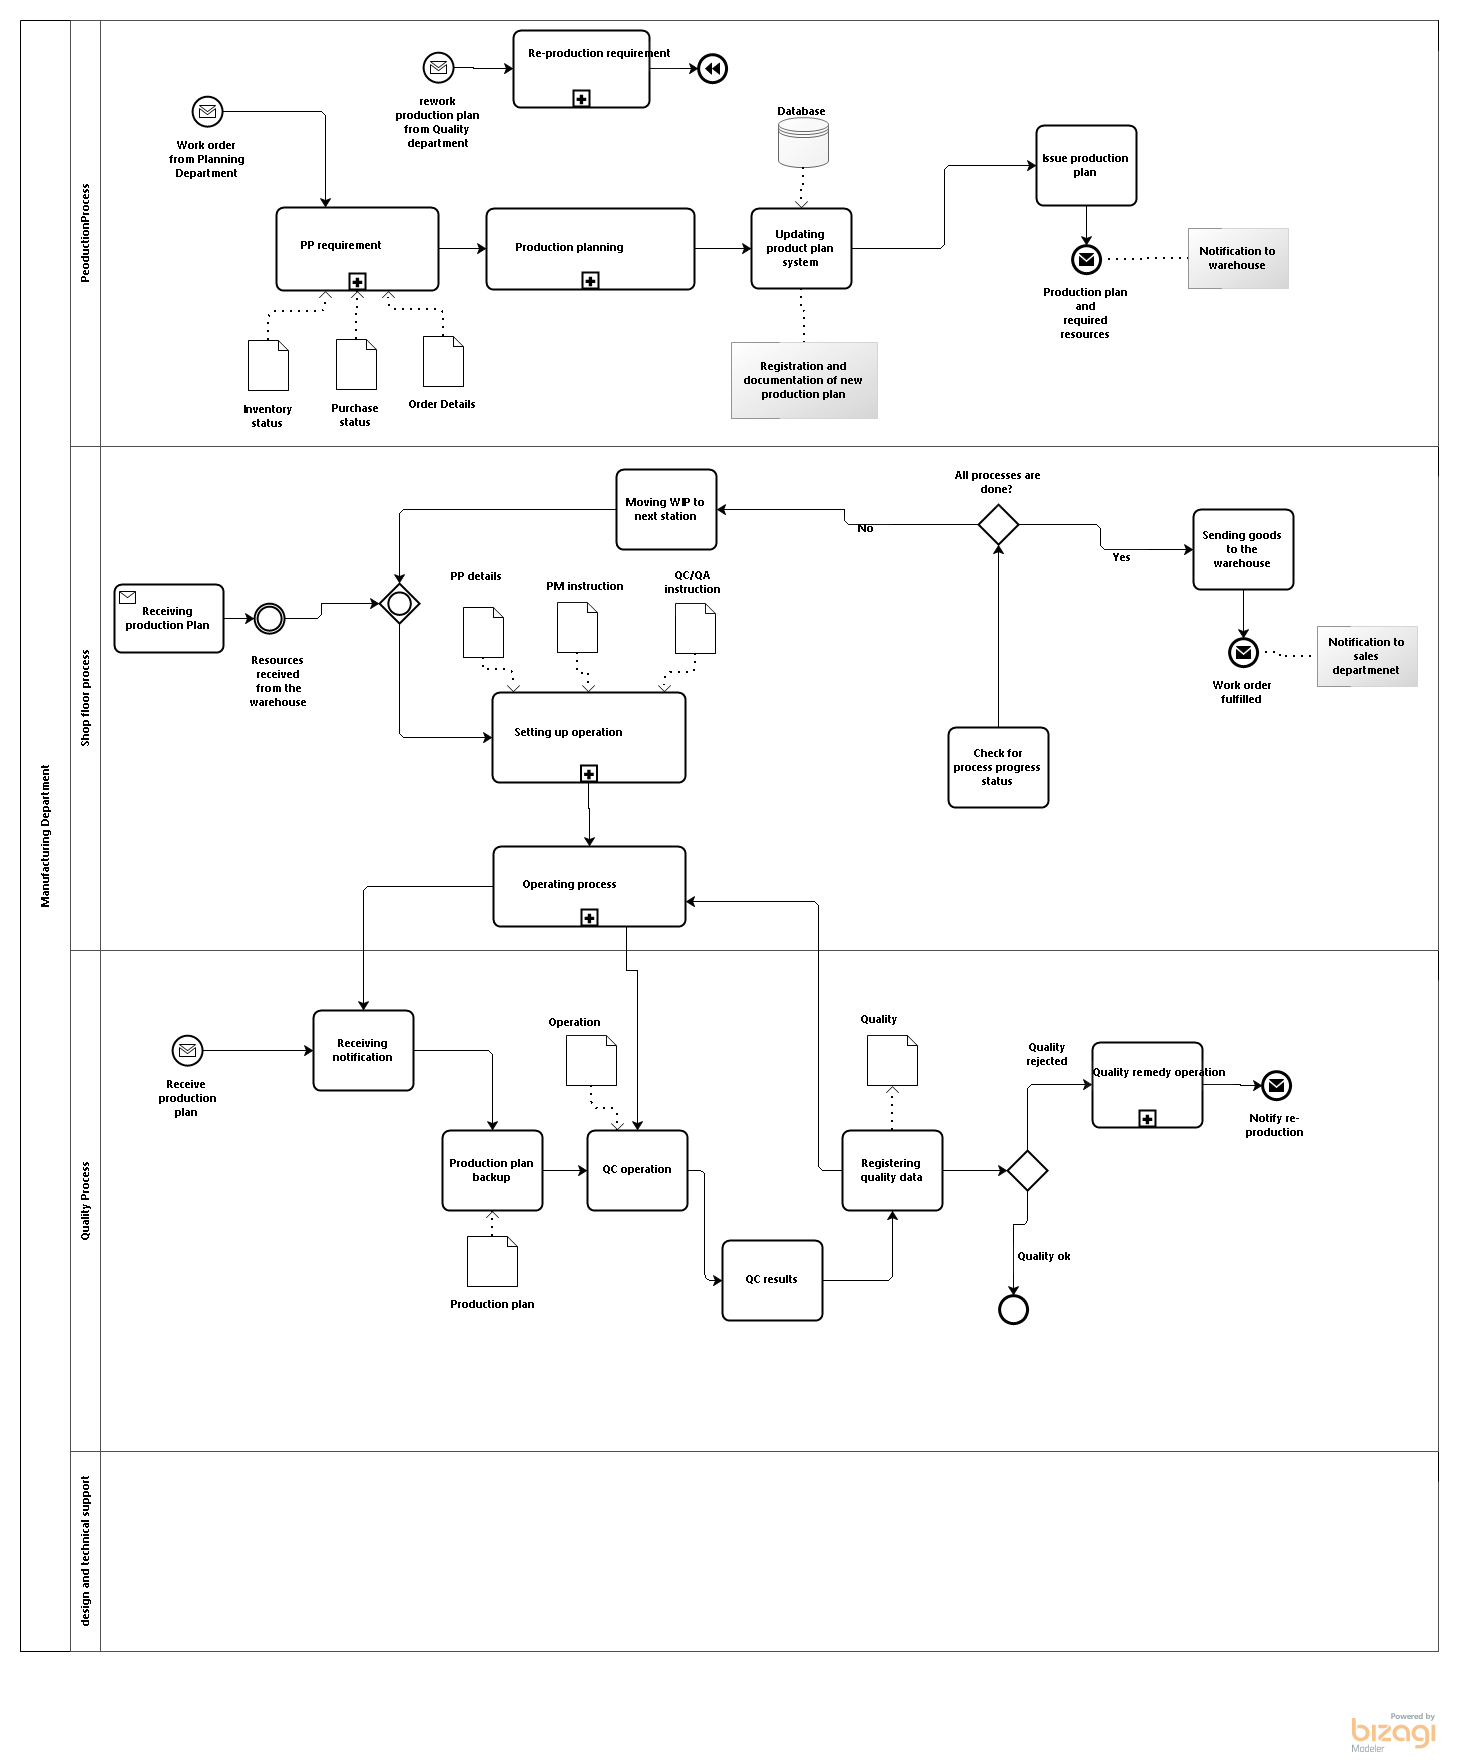 Manufacturing Department
PeoductionProcess
Re-production requirement
rework
production plan
from Quality
department
Work order
from Planning
Department
Database
Issue production
plan
PP requirement
Production planning
Updating
product plan
system
Notification to
warehouse
Production plan
and
required
resources
Registration and
documentation of new
production plan
Inventory
status
Purchase
status
Order Details
Shop floor process
All processes are
done?
Moving WIP to
next station
No
Yes
Sending goods
to the
warehouse
PP details
PM instruction
QC/QA
instruction
Receiving
production Plan
Resources
received
from the
warehouse
Notification to
sales
departmenet
Work order
fulfilled
Setting up operation
Check for
process progress
status
Operating process
Quality Process
Operation
Quality
Receiving
notification
Quality
rejected
Quality remedy operation
Receive
production
plan
Notify re-
production
Production plan
backup
QC operation
Registering
quality data
Quality ok
QC results
Production plan
design and technical support
Powered by
bizagi
Modeler